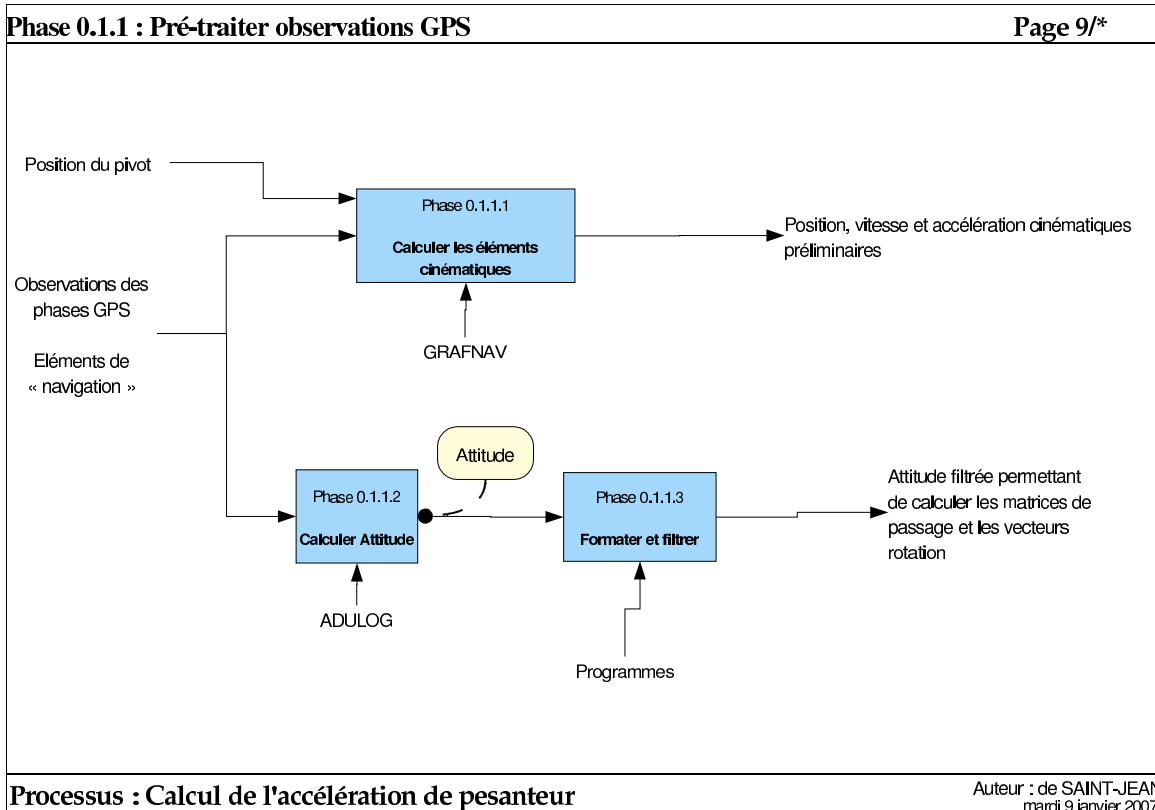 Phase 0.1.1 : Pré-traiter observations GPS
Page 9/*
Position du pivot
Phase 0.1.1.1
Calculer les éléments
cinématiques
Position, vitesse et accélération cinématiques
préliminaires
Observations des
phases GPS
Eléments de
« navigation »
GRAFNAV
Attitude
Phase 0.1.1.2
Calculer Attitude
Phase 0.1.1.3
Formater et filtrer
Attitude filtrée permettant
de calculer les matrices de
passage et les vecteurs
rotation
ADULOG
Programmes
Processus : Calcul de l'accélération de pesanteur
Auteur : de SAINT-JEAN
mardi 9 janvier 2007